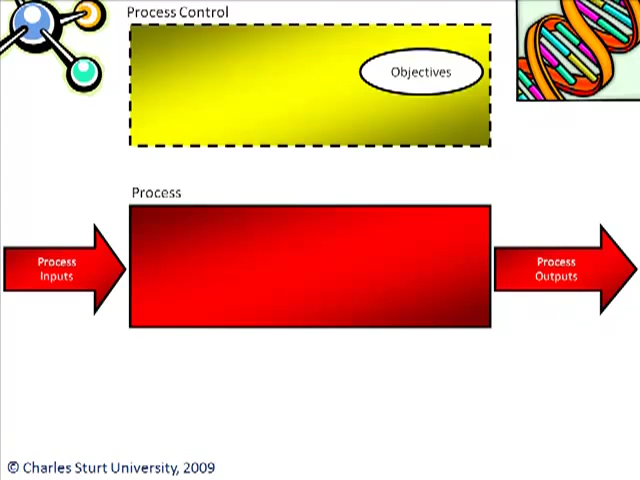 Process Control
Objectives
Process
Process
Inputs
Process
Outputs
© Charles Sturt University, 2009